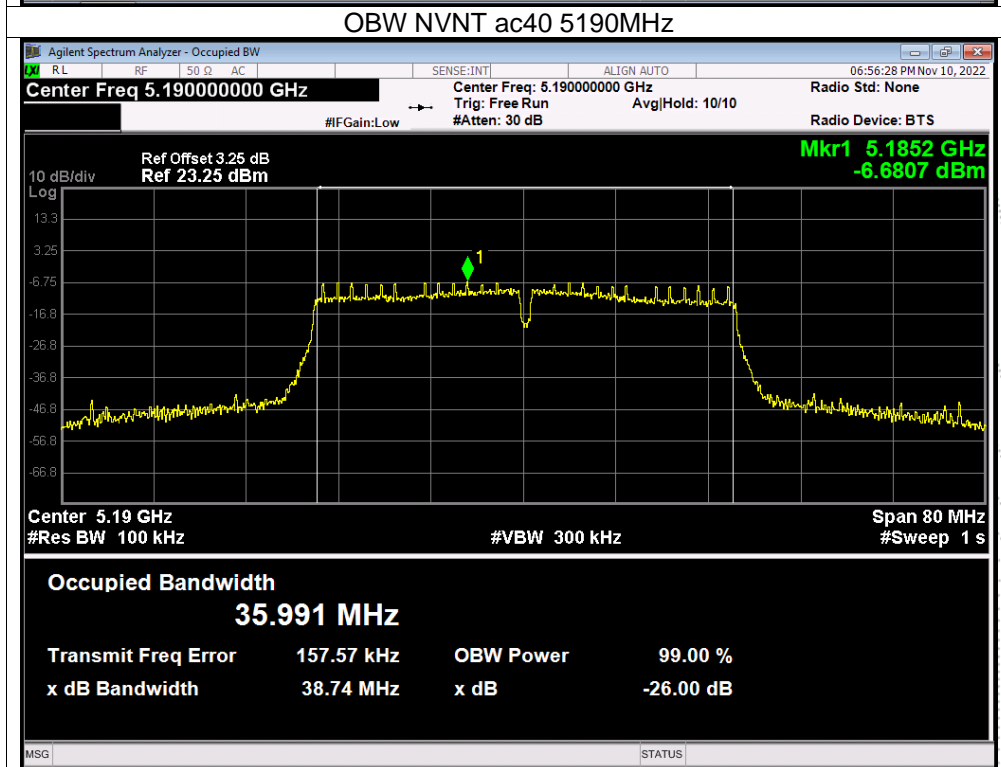 OBW NVNT ac40 5190MHz
Agilent Spectrum Analyzer - Occupied BW
LXI RL RF 50 Ω AC SENSE:INT ALIGN AUTO 06:56:28 PM Nov 10, 2022
Center Freq 5.190000000 GHz Center Freq: 5.190000000 GHz Radio Std: None
Trig: Free Run Avg|Hold: 10/10
#IFGain:Low #Atten: 30 dB Radio Device: BTS
Ref Offset 3.25 dB Mkr1 5.1852 GHz
10 dB/div Ref 23.25 dBm -6.6807 dBm
Log
13.3
3.25
1
-6.75
-16.8
-26.8
-36.8
-46.8
-56.8
-66.8
Center 5.19 GHz Span 80 MHz
#Res BW 100 kHz #VBW 300 kHz #Sweep 1 s
Occupied Bandwidth
35.991 MHz
Transmit Freq Error 157.57 kHz OBW Power 99.00 %
x dB Bandwidth 38.74 MHz x dB -26.00 dB
MSG STATUS